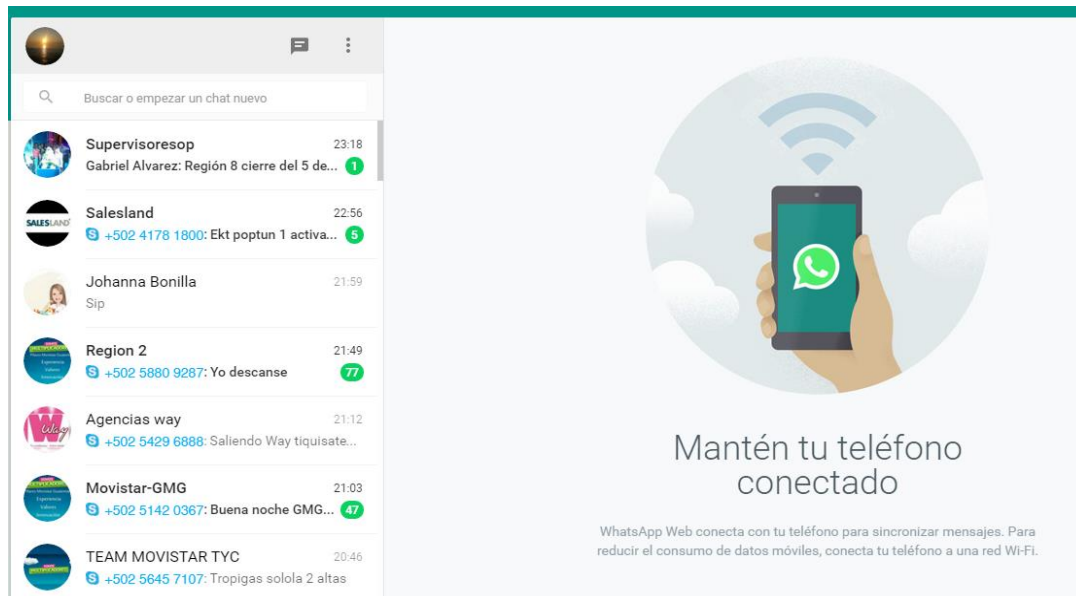 Buscar o empezar un chat nuevo
Supervisoresop 23:18
Gabriel Alvarez: Región 8 cierre del 5 de... 1
SALESLAND
Salesland 22:56
+502 4178 1800: Ekt poptun 1 activa... 5
Johanna Bonilla 21:59
Sip
Region 2 21:49
+502 5880 9287: Yo descanse 77
Way
Agencias way 21:12
+502 5429 6888: Saliendo Way tiquisate...
Movistar-GMG 21:03
+502 5142 0367: Buena noche GMG... 47
TEAM MOVISTAR TYC 20:46
+502 5645 7107: Tropigas solola 2 altas
Mantén tu teléfono
conectado
WhatsApp Web conecta con tu teléfono para sincronizar mensajes. Para
reducir el consumo de datos móviles, conecta tu teléfono a una red Wi-Fi.